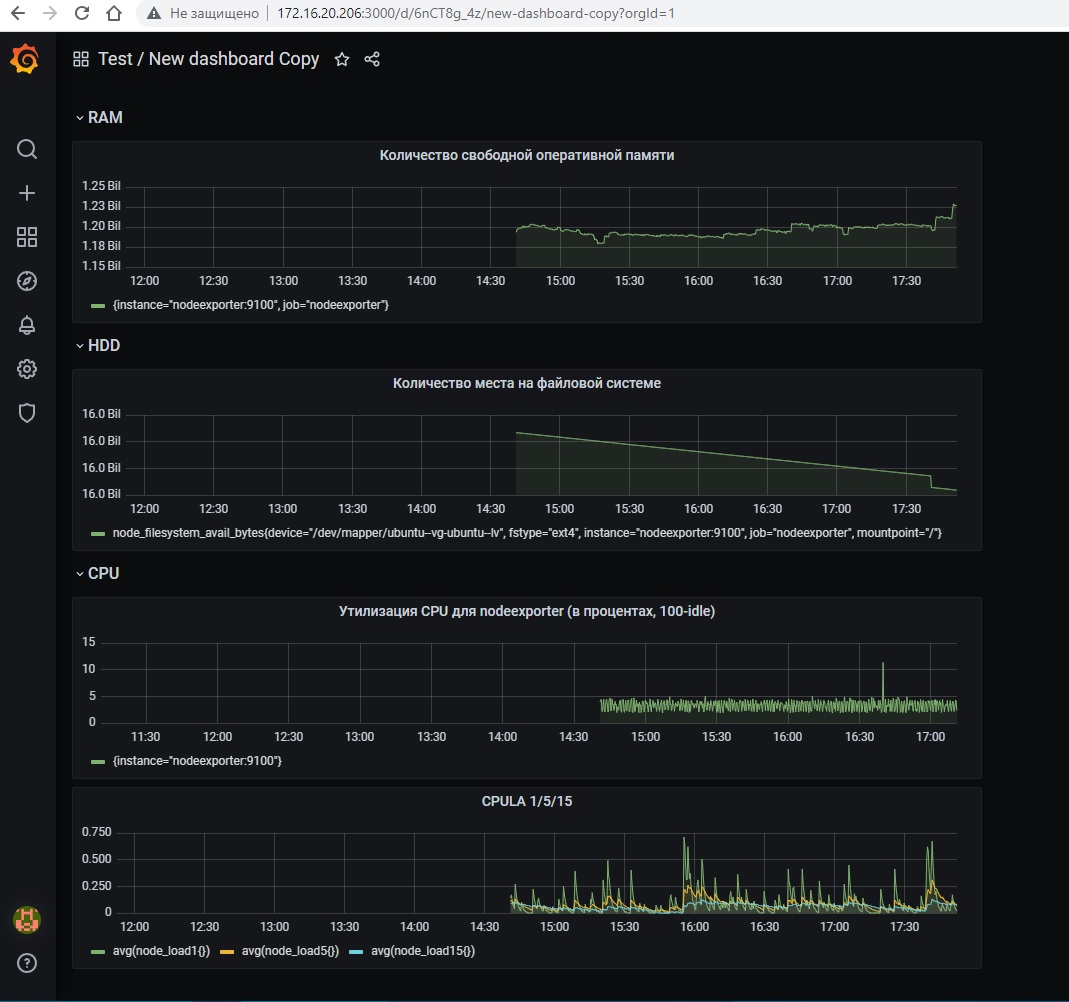 Не защищено 172.16.20.206:3000/d/6nCT8g_4z/new-dashboard-copy?orgId=1
Test / New dashboard Copy
RAM
Количество свободной оперативной памяти
1.25 Bil
1.23 Bil
1.20 Bil
1.18 Bil
1.15 Bil
12:00 12:30 13:00 13:30 14:00 14:30 15:00 15:30 16:00 16:30 17:00 17:30
{instance="nodeexporter:9100", job="nodeexporter"}
HDD
Количество места на файловой системе
16.0 Bil
16.0 Bil
16.0 Bil
16.0 Bil
12:00 12:30 13:00 13:30 14:00 14:30 15:00 15:30 16:00 16:30 17:00 17:30
node_filesystem_avail_bytes{device="/dev/mapper/ubuntu--vg-ubuntu--lv", fstype="ext4", instance="nodeexporter:9100", job="nodeexporter", mountpoint="/"}
CPU
Утилизация CPU для nodeexporter (в процентах, 100-idle)
15
10
5
0
11:30 12:00 12:30 13:00 13:30 14:00 14:30 15:00 15:30 16:00 16:30 17:00
{instance="nodeexporter:9100"}
CPULA 1/5/15
0.750
0.500
0.250
0
12:00 12:30 13:00 13:30 14:00 14:30 15:00 15:30 16:00 16:30 17:00 17:30
avg(node_load1{}) avg(node_load5{}) avg(node_load15{})